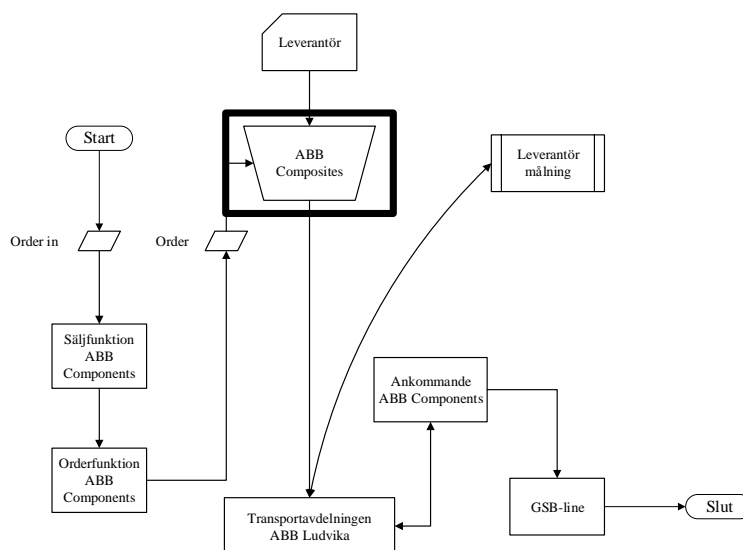 Leverantör
Start
ABB
Composites
Leverantör
målning
Order in
Order
Säljfunktion
ABB
Components
Ankommande
ABB Components
Orderfunktion
ABB
Components
Transportavdelningen
ABB Ludvika
GSB-line
Slut